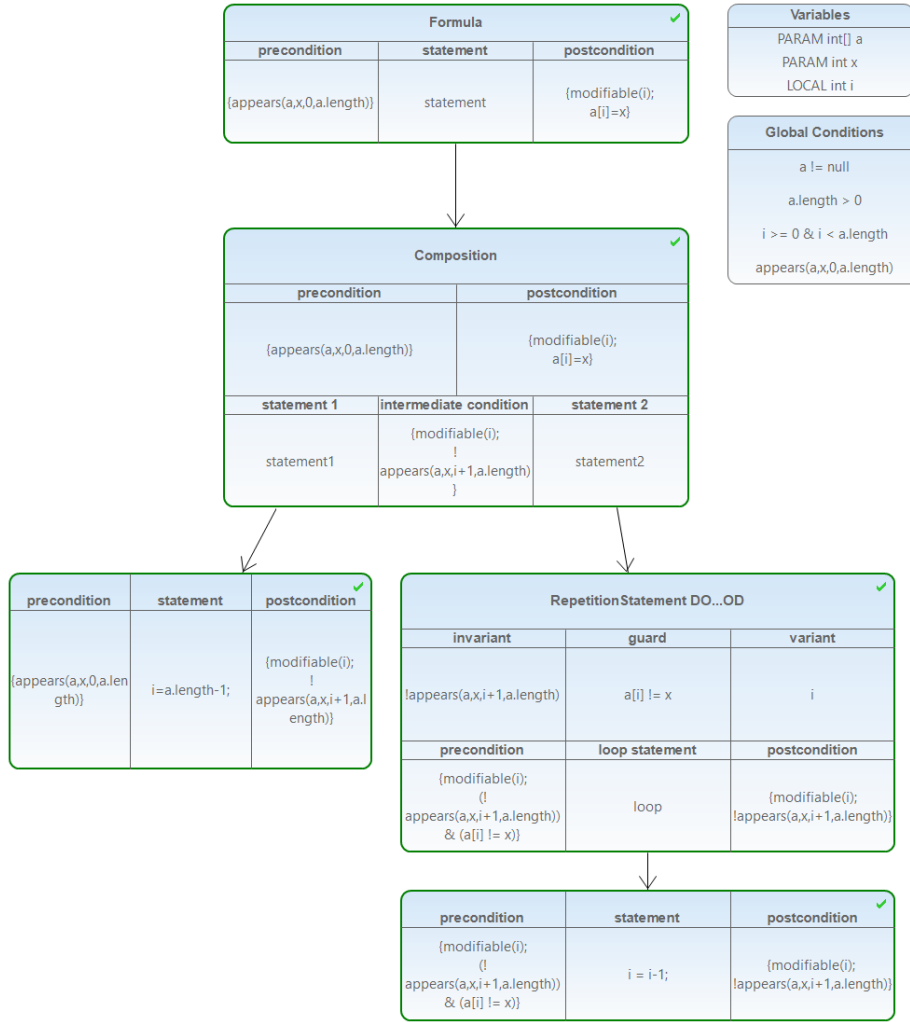 Formula
precondition
statement
postcondition
{appears(a,x,0,a.length)}
statement
{modifiable(i);
a[i]=x}
Variables
PARAM int[] a
PARAM int x
LOCAL int i
Global Conditions
a != null
a.length > 0
i >= 0 & i < a.length
appears(a,x,0,a.length)
Composition
precondition
postcondition
{appears(a,x,0,a.length)}
{modifiable(i);
a[i]=x}
statement 1
intermediate condition
statement 2
statement1
{modifiable(i);
!
appears(a,x,i+1,a.length)
}
statement2
precondition
statement
postcondition
{appears(a,x,0,a.len
gth)}
i=a.length-1;
{modifiable(i);
!
appears(a,x,i+1,a.l
ength)}
RepetitionStatement DO...OD
invariant
guard
variant
!appears(a,x,i+1,a.length)
a[i] != x
i
precondition
loop statement
postcondition
{modifiable(i);
(!
appears(a,x,i+1,a.length))
& (a[i] != x)}
loop
{modifiable(i);
!appears(a,x,i+1,a.length)}
precondition
statement
postcondition
{modifiable(i);
(!
appears(a,x,i+1,a.length))
& (a[i] != x)}
i = i-1;
{modifiable(i);
!appears(a,x,i+1,a.length)}